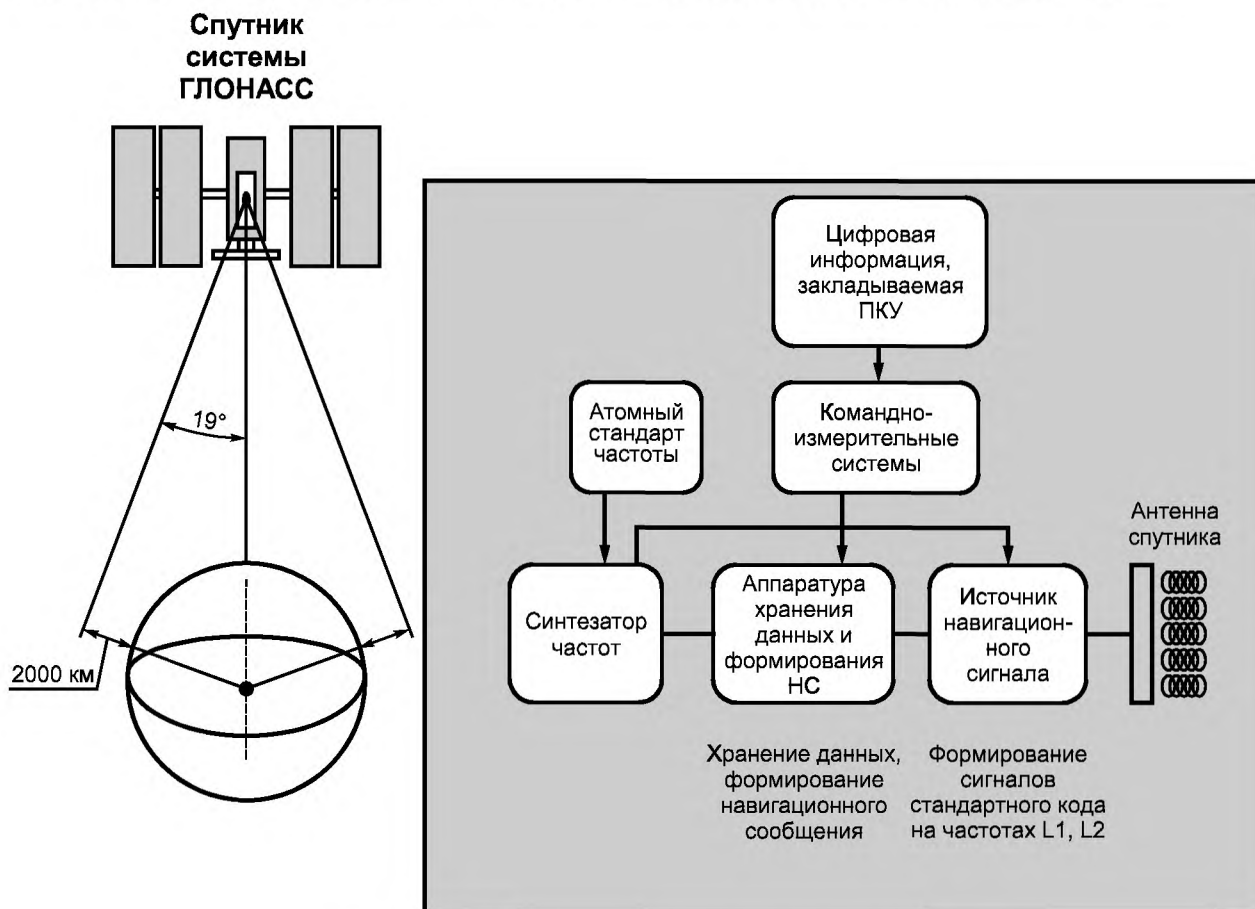 Спутник
системы
ГЛОНАСС
19°
2000 км
Цифровая
информация,
закладываемая
ПКУ
Атомный
стандарт
частоты
Командно-
измерительные
системы
Антенна
спутника
Синтезатор
частот
Аппаратура
хранения
данных и
формирования
НС
Источник
навигацион-
ного
сигнала
Хранение данных,
формирование
навигационного
сообщения
Формирование
сигналов
стандартного кода
на частотах L1, L2